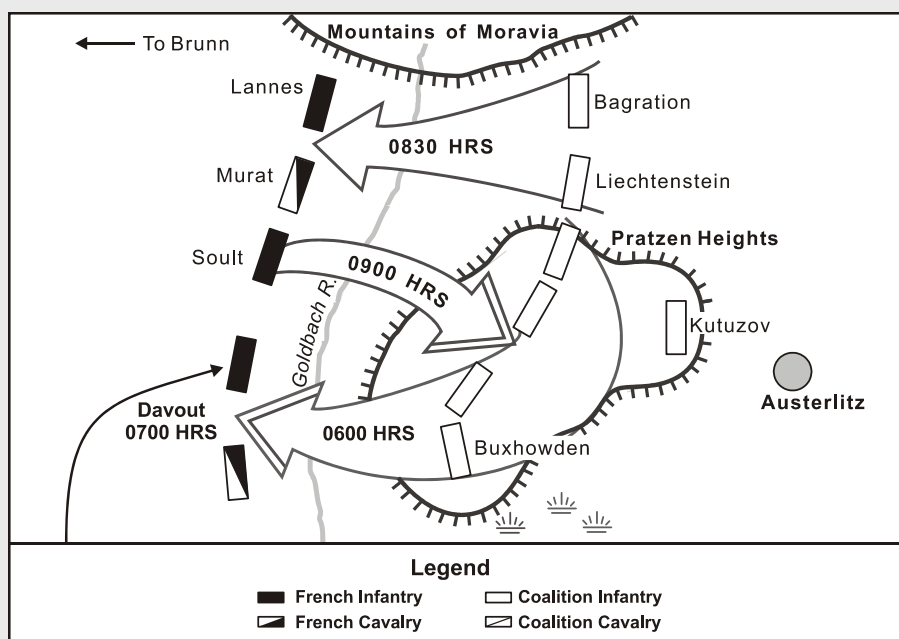 To Brunn
Mountains of Moravia
Lannes
Bagration
0830 HRS
Murat
Liechtenstein
Pratzen Heights
Soult
0900 HRS
Goldbach R.
Kutuzov
Austerlitz
Davout
0700 HRS
0600 HRS
Buxhowden
Legend
French Infantry
Coalition Infantry
French Cavalry
Coalition Cavalry